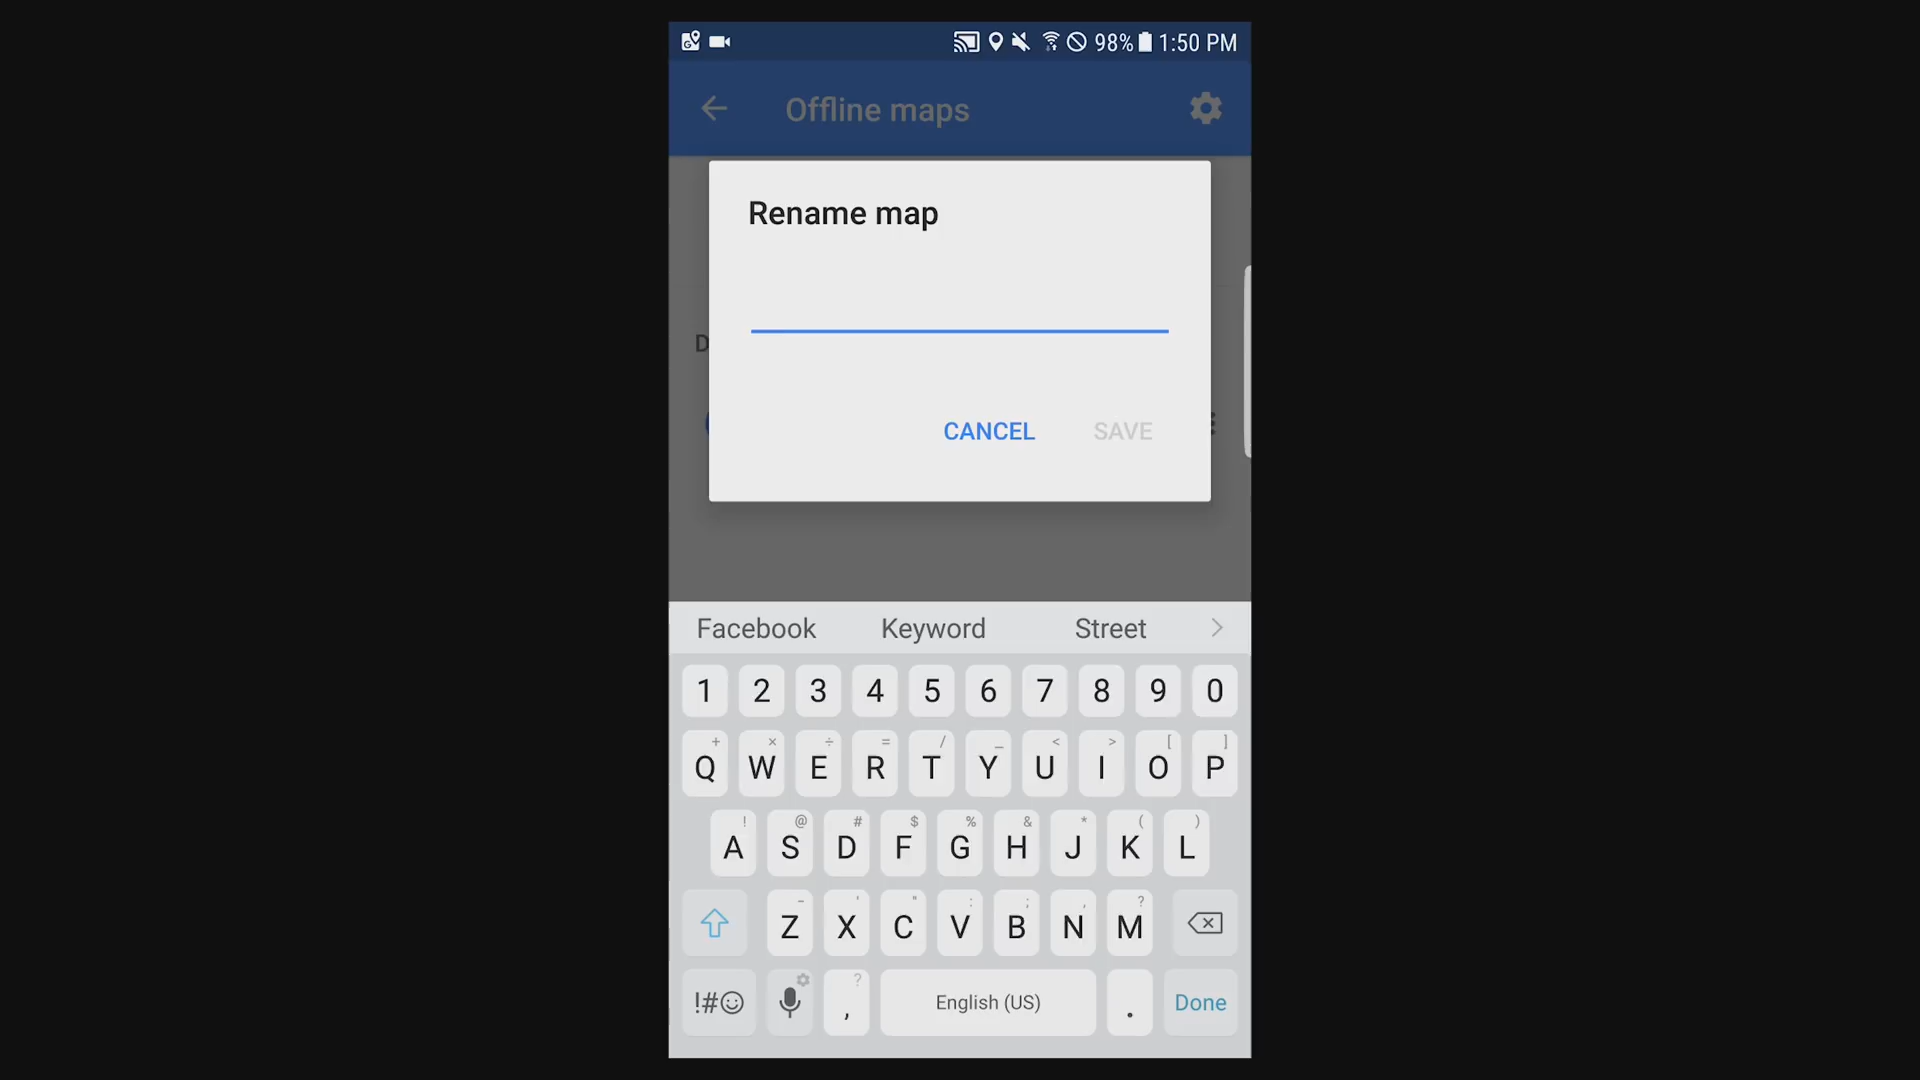 98% 1:50 PM
Offline maps
Rename map
D
CANCEL SAVE
Facebook Keyword Street
1 2 3 4 5 6 7 8 9 0
+ × ÷ = / _ < > [ ]
Q W E R T Y U I O P
! @ # $ % & * ( )
A S D F G H J K L
- ' " : ; , ?
Z X C V B N M
?
!#☺ , English (US) . Done